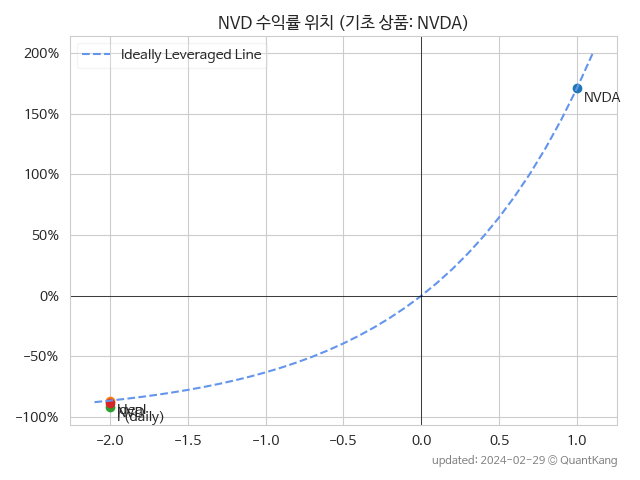 NVD 수익률 위치 (기초 상품: NVDA)
Ideally Leveraged Line
200%
150%
100%
50%
0%
−50%
−100%
NVDA
(daily)
−2.0
−1.5
−1.0
−0.5
0.0
0.5
1.0
updated: 2024-02-29 © QuantKang